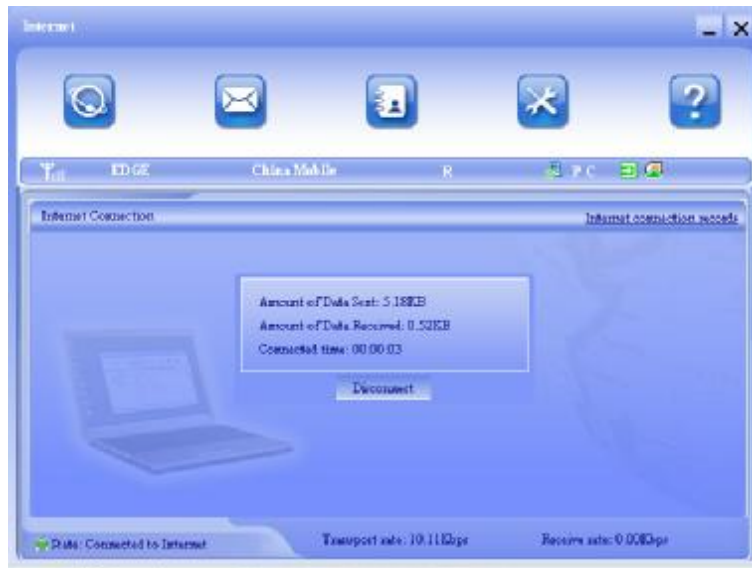 Internet
EDGE China Mobile R P C
Internet Connection Internet connection records
Amount of Data Sent: 5.18KB
Amount of Data Received: 0.52KB
Connected time: 00:00:03
Disconnect
State: Connected to Internet Transport rate: 10.11Kbps Receive rate: 0.00Kbps